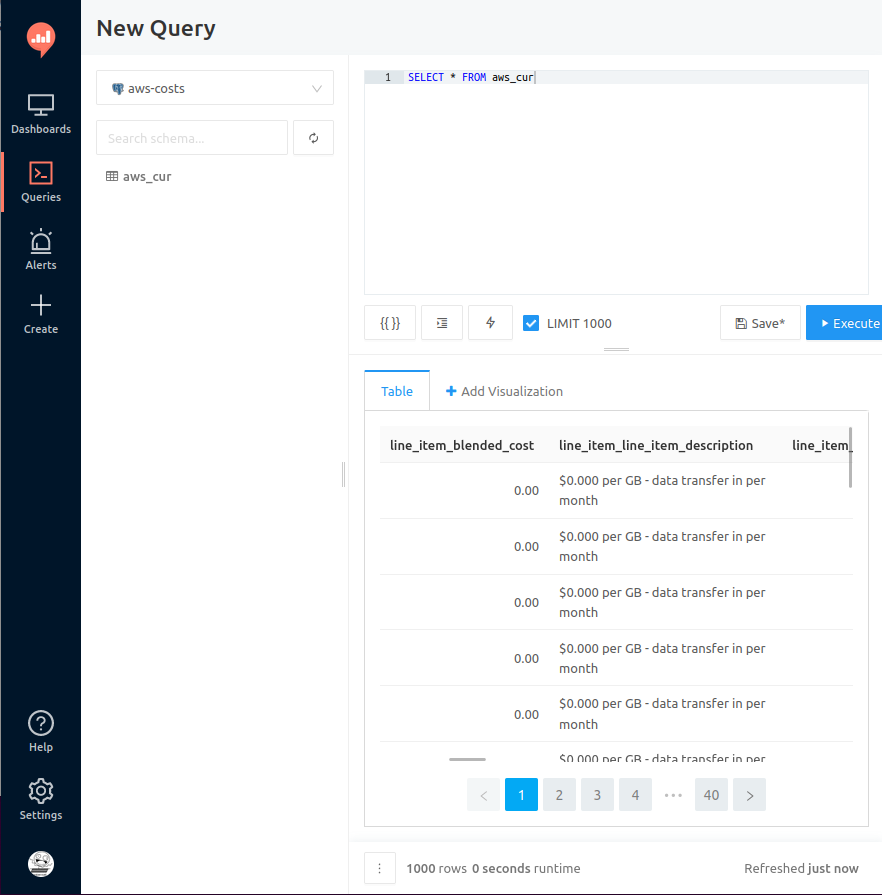 New Query
Dashboards
Queries
Alerts
Create
Help
Settings
aws-costs
Search schema...
aws_cur
1 SELECT * FROM aws_cur
{{ }}
LIMIT 1000
Save*
Execute
Table
Add Visualization
line_item_blended_cost line_item_line_item_description line_item_
0.00 $0.000 per GB - data transfer in per
month
0.00 $0.000 per GB - data transfer in per
month
0.00 $0.000 per GB - data transfer in per
month
0.00 $0.000 per GB - data transfer in per
month
0.00 $0.000 per GB - data transfer in per
month
$0.000 per GB - data transfer in per
< 1 2 3 4 ••• 40 >
1000 rows 0 seconds runtime
Refreshed just now